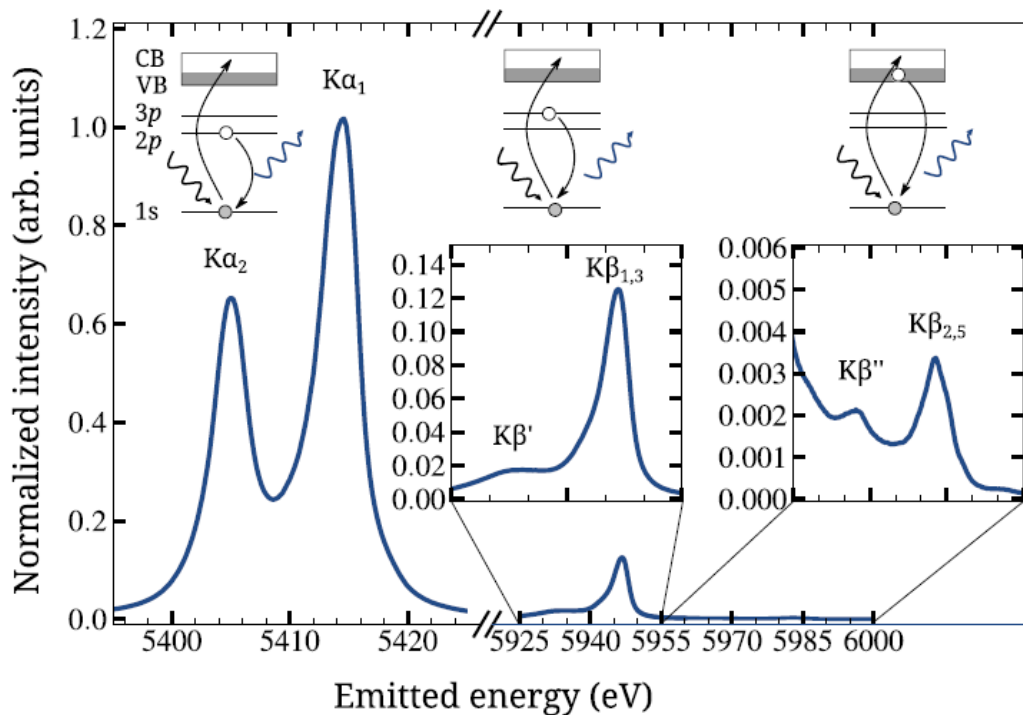 Normalized intensity (arb. units)
1.2
1.0
0.8
0.6
0.4
0.2
0.0
CB
VB
3p
2p
1s
Kα₁
Kα₂
0.14
0.12
0.10
0.08
0.06
0.04
0.02
0.00
Kβ₁,₃
Kβ'
0.006
0.005
0.004
0.003
0.002
0.001
0.000
Kβ₂,₅
Kβ"
5400 5410 5420 5925 5940 5955 5970 5985 6000
Emitted energy (eV)